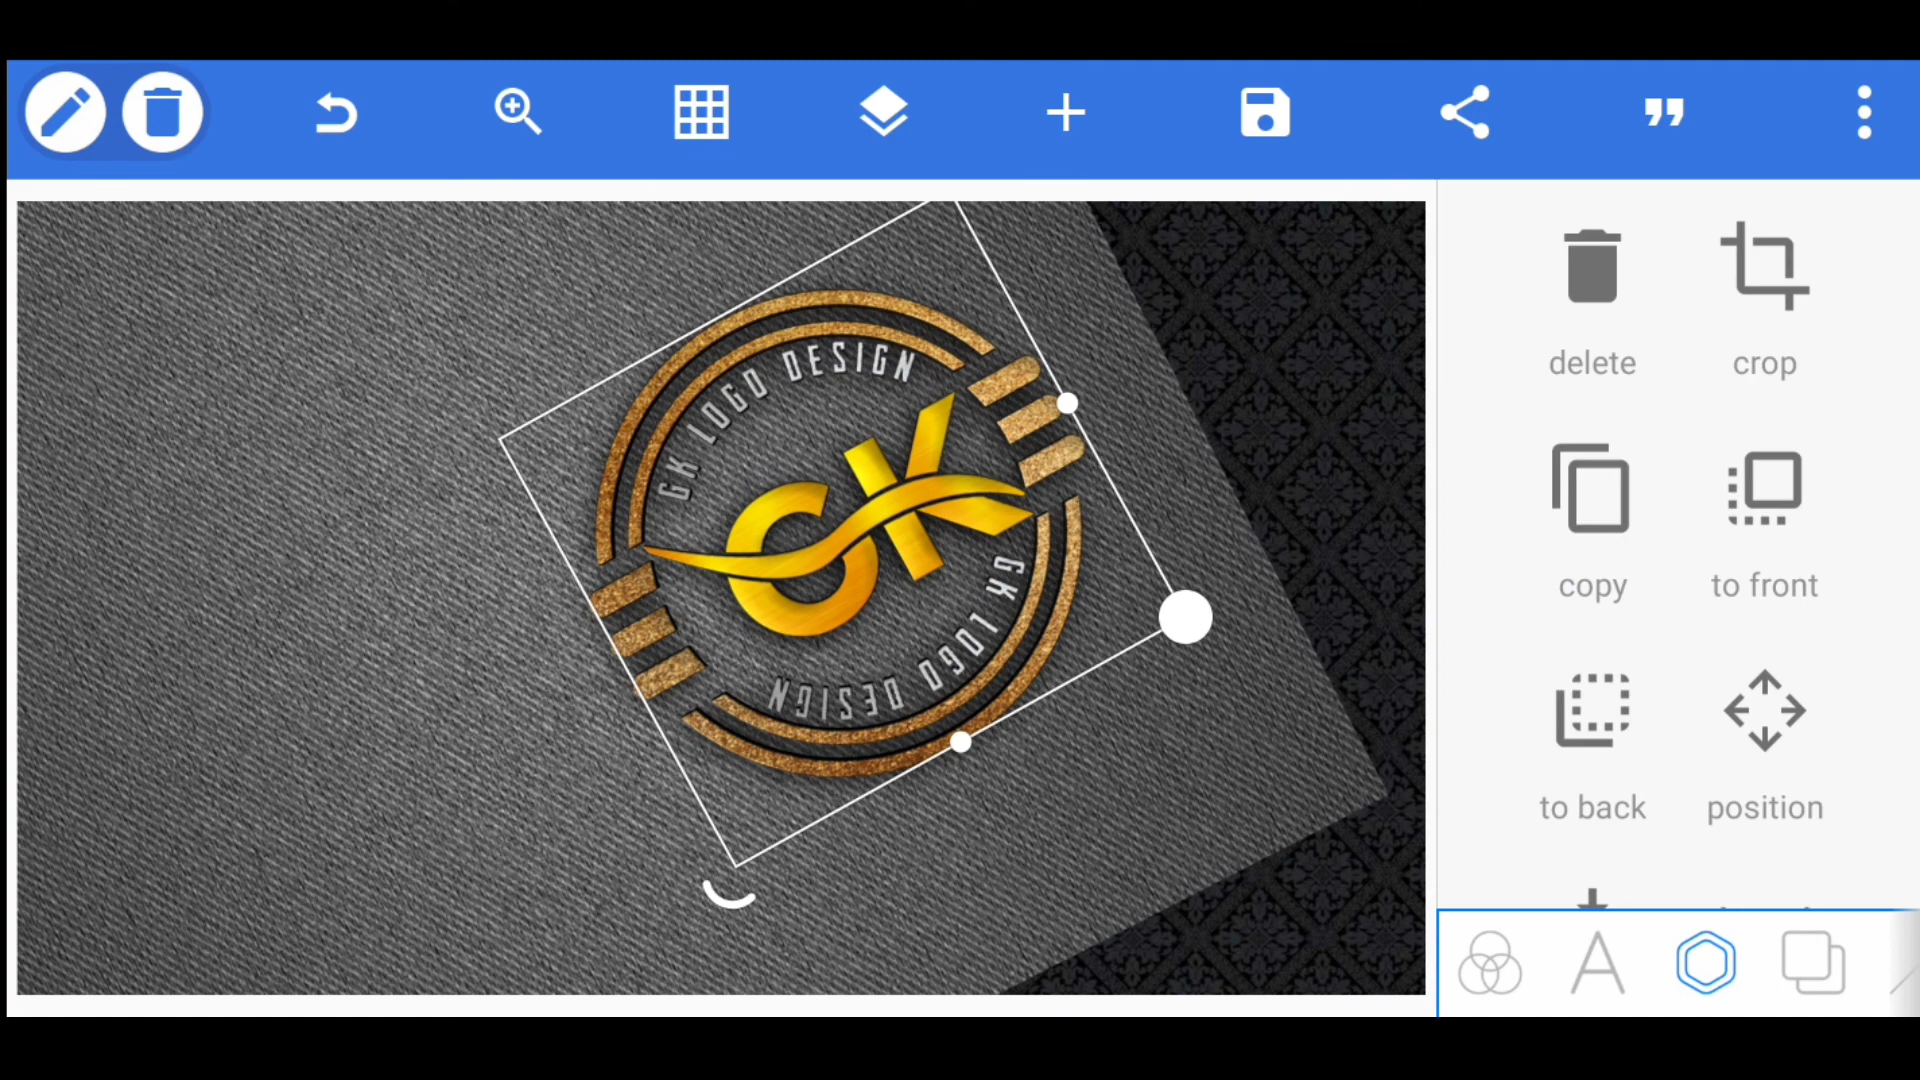 GK LOGO DESIGN
GK
GK LOGO DESIGN
delete
crop
copy
to front
to back
position